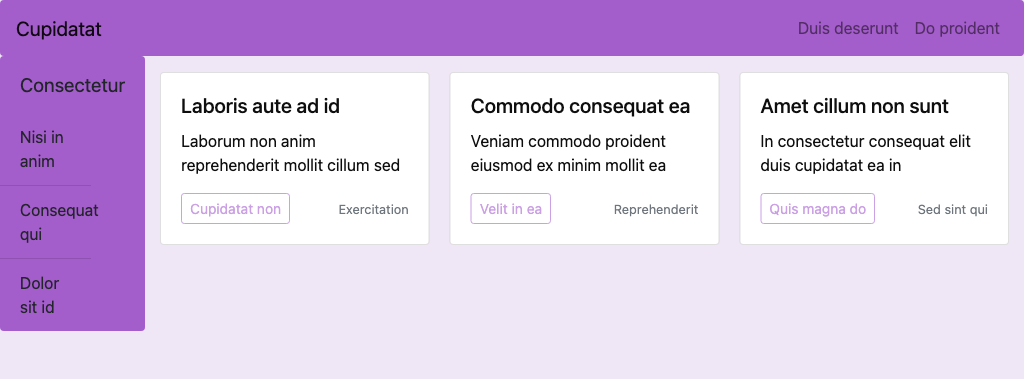 Cupidatat
Duis deserunt
Do proident
Consectetur
Nisi in
anim
Consequat
qui
Dolor
sit id
Laboris aute ad id
Laborum non anim
reprehenderit mollit cillum sed
Cupidatat non
Exercitation
Commodo consequat ea
Veniam commodo proident
eiusmod ex minim mollit ea
Velit in ea
Reprehenderit
Amet cillum non sunt
In consectetur consequat elit
duis cupidatat ea in
Quis magna do
Sed sint qui